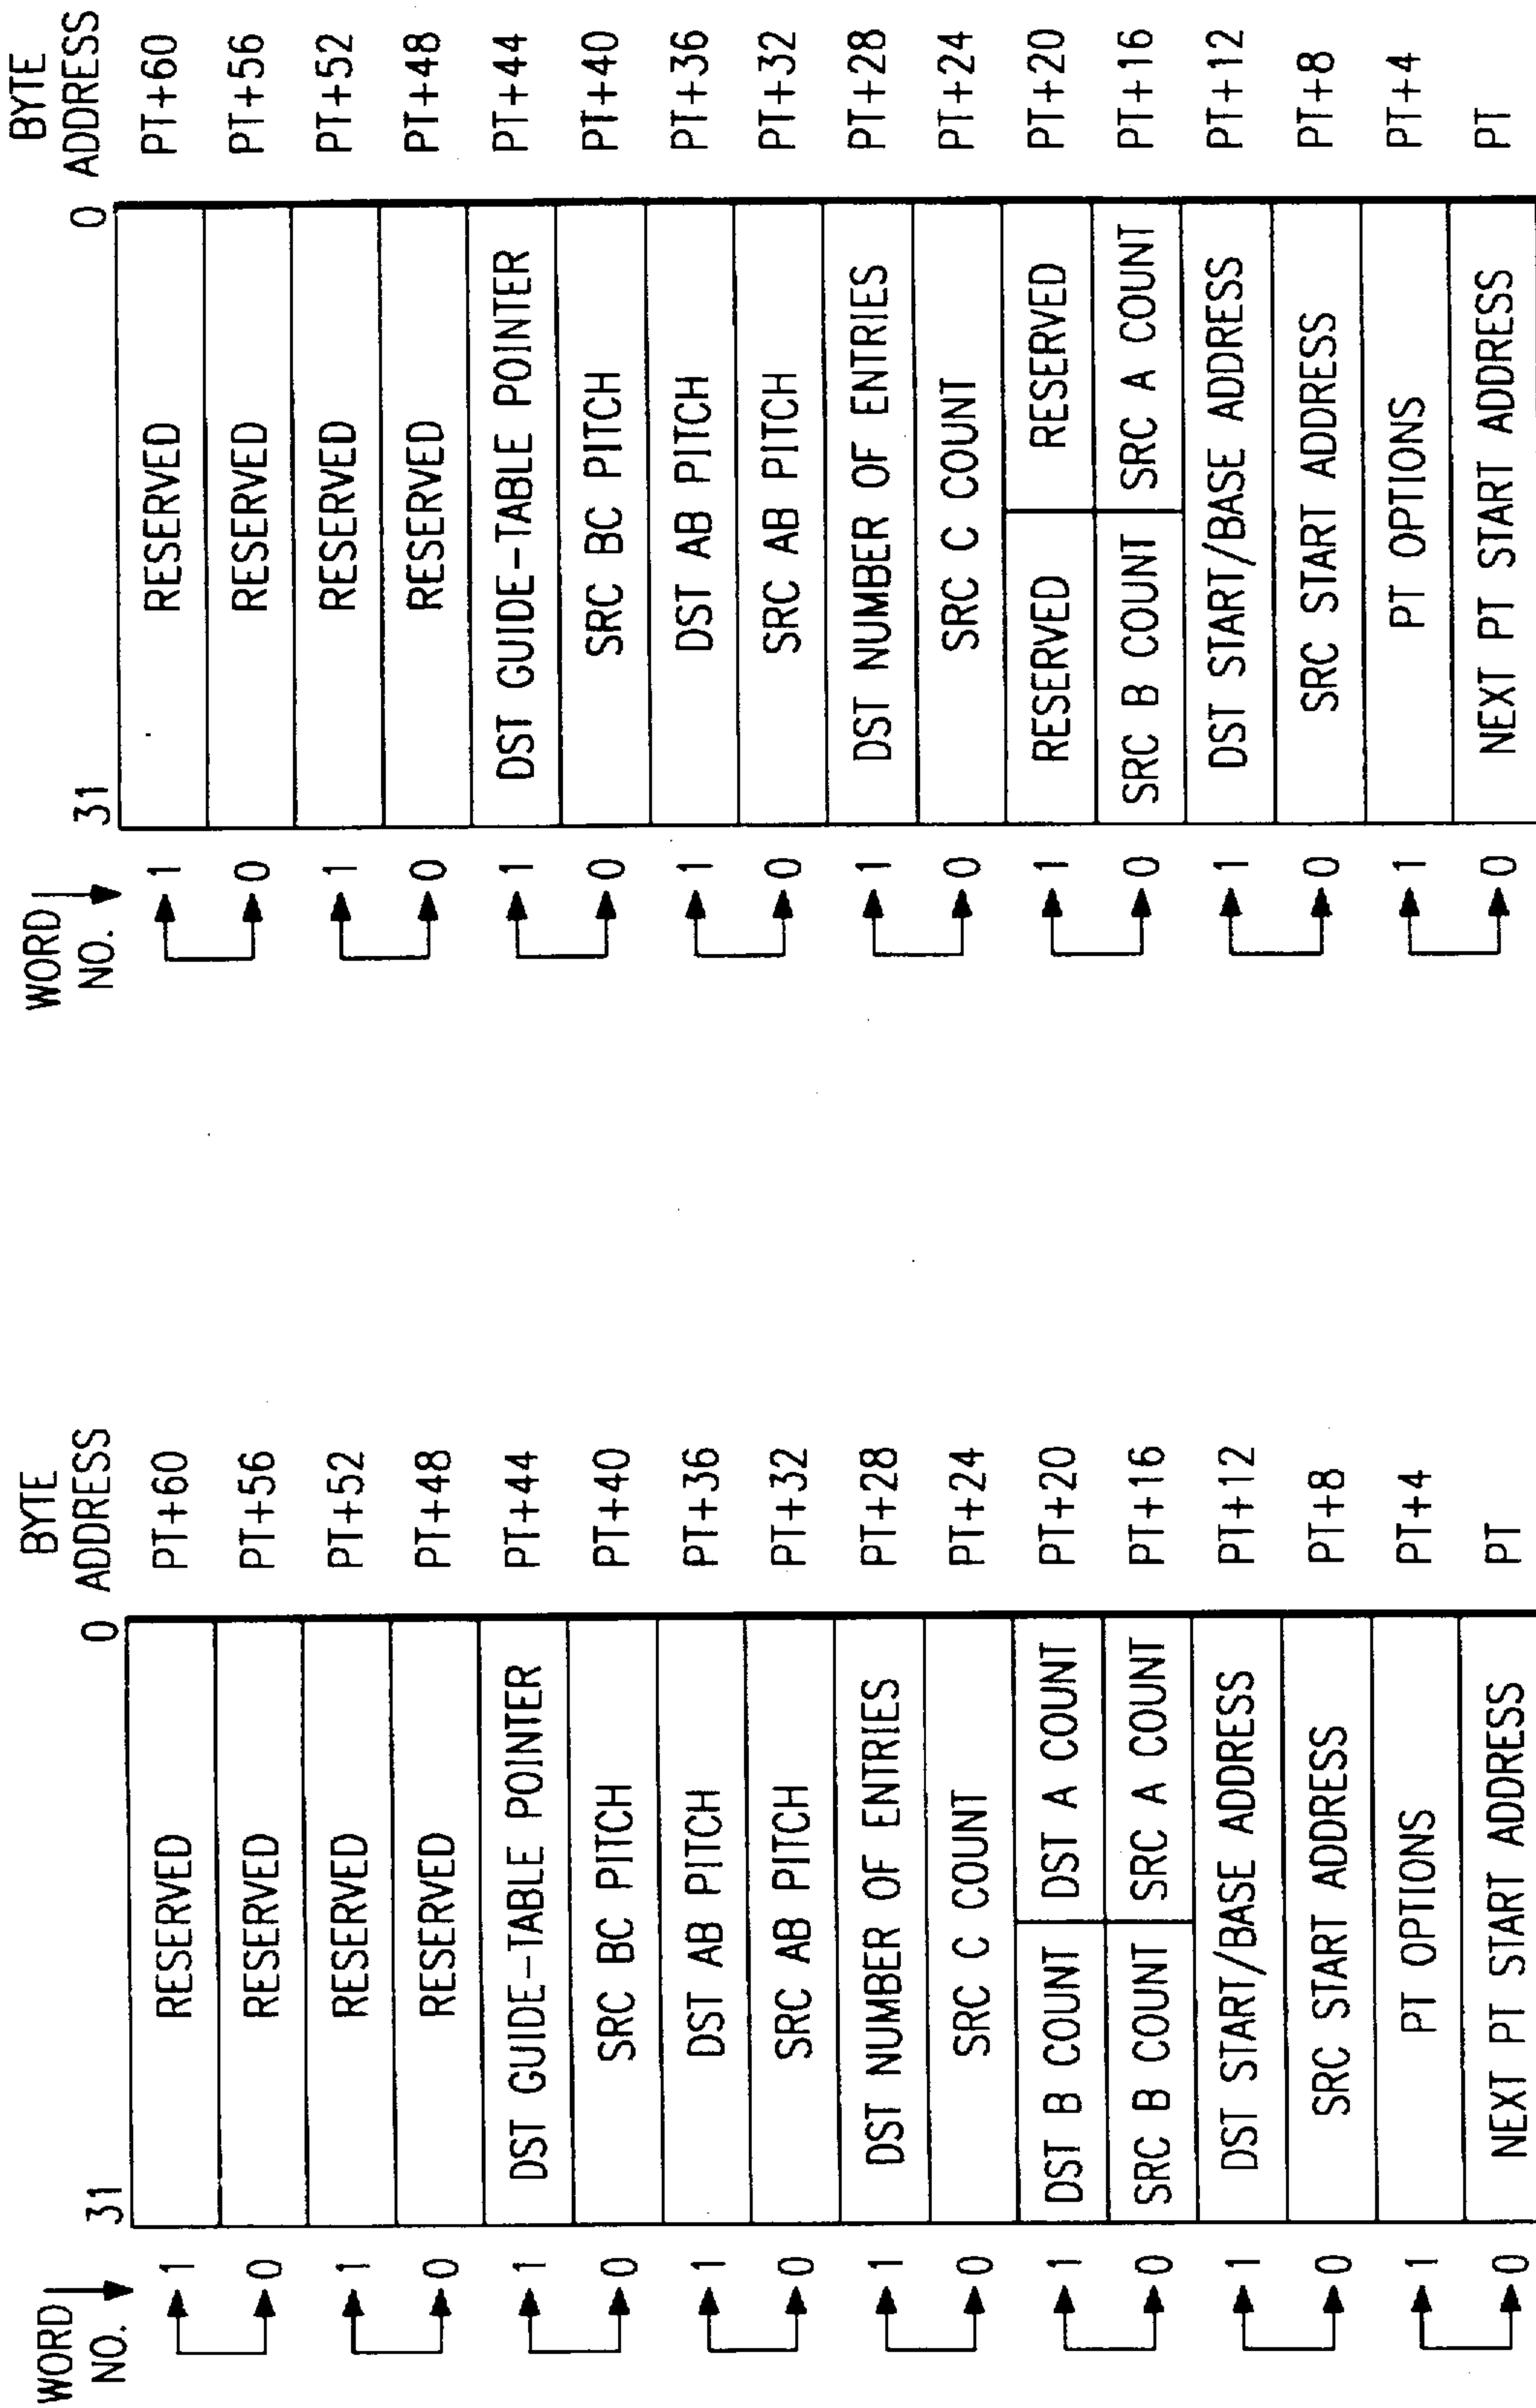 WORD
NO.
31 0
BYTE
ADDRESS
1 RESERVED PT+60
0 RESERVED PT+56
1 RESERVED PT+52
0 RESERVED PT+48
1 DST GUIDE-TABLE POINTER PT+44
0 SRC BC PITCH PT+40
1 DST AB PITCH PT+36
0 SRC AB PITCH PT+32
1 DST NUMBER OF ENTRIES PT+28
0 SRC C COUNT PT+24
1 DST B COUNT DST A COUNT PT+20
0 SRC B COUNT SRC A COUNT PT+16
1 DST START/BASE ADDRESS PT+12
0 SRC START ADDRESS PT+8
1 PT OPTIONS PT+4
0 NEXT PT START ADDRESS PT
WORD
NO.
31 0
BYTE
ADDRESS
1 RESERVED PT+60
0 RESERVED PT+56
1 RESERVED PT+52
0 RESERVED PT+48
1 DST GUIDE-TABLE POINTER PT+44
0 SRC BC PITCH PT+40
1 DST AB PITCH PT+36
0 SRC AB PITCH PT+32
1 DST NUMBER OF ENTRIES PT+28
0 SRC C COUNT PT+24
1 RESERVED RESERVED PT+20
0 SRC B COUNT SRC A COUNT PT+16
1 DST START/BASE ADDRESS PT+12
0 SRC START ADDRESS PT+8
1 PT OPTIONS PT+4
0 NEXT PT START ADDRESS PT